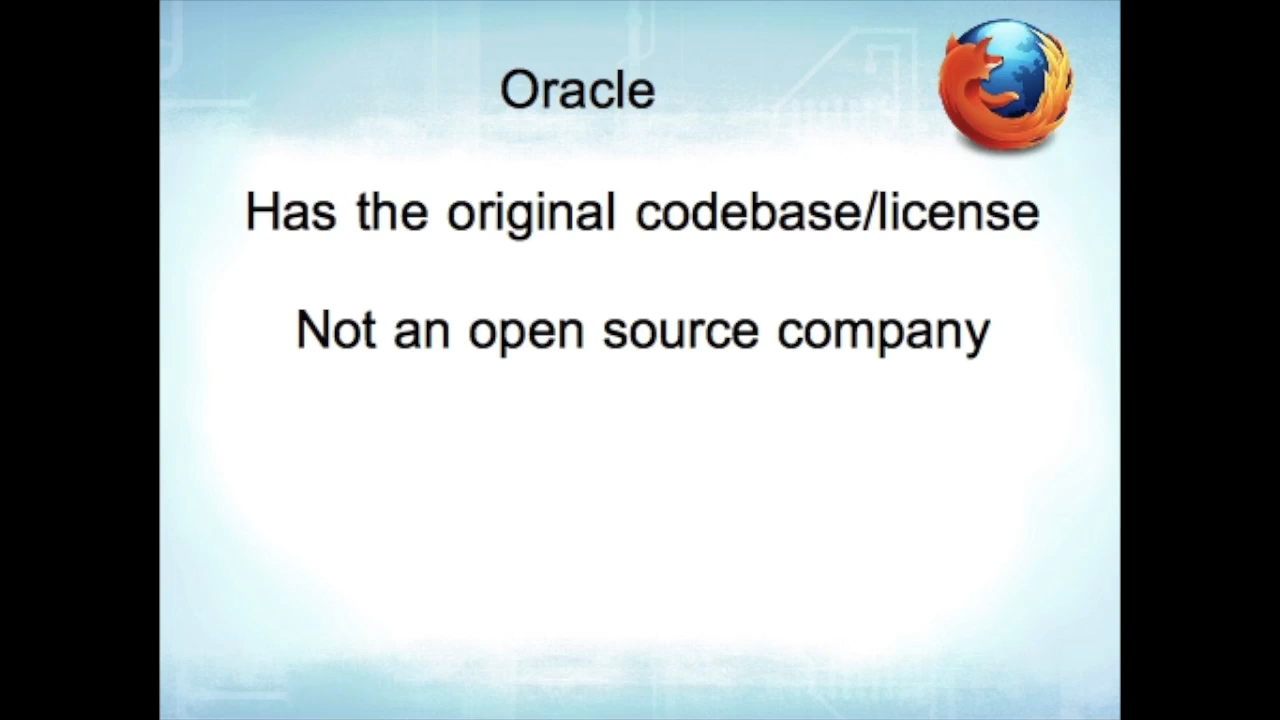 Oracle
Has the original codebase/license
Not an open source company